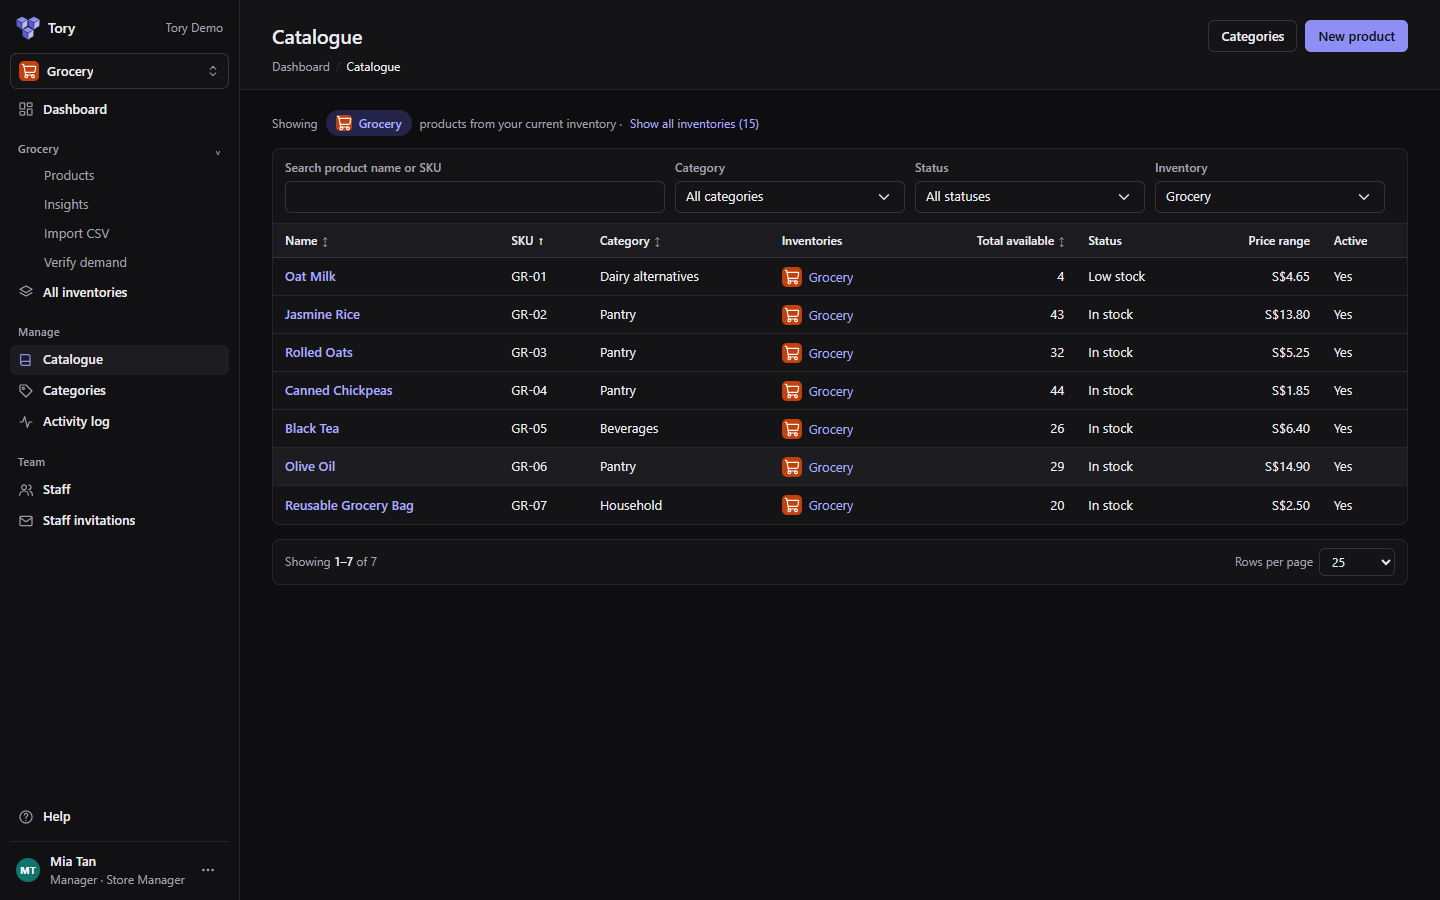 Tory
Tory Demo
Grocery
Dashboard
Grocery
Products
Insights
Import CSV
Verify demand
All inventories
Manage
Catalogue
Categories
Activity log
Team
Staff
Staff invitations
Help
MT
Mia Tan
Manager · Store Manager
Catalogue
Dashboard / Catalogue
Categories
New product
Showing Grocery products from your current inventory · Show all inventories (15)
Search product name or SKU
Category
All categories
Status
All statuses
Inventory
Grocery
Name ↕ SKU ↑ Category ↕ Inventories Total available ↕ Status Price range Active
Oat Milk GR-01 Dairy alternatives Grocery 4 Low stock S$4.65 Yes
Jasmine Rice GR-02 Pantry Grocery 43 In stock S$13.80 Yes
Rolled Oats GR-03 Pantry Grocery 32 In stock S$5.25 Yes
Canned Chickpeas GR-04 Pantry Grocery 44 In stock S$1.85 Yes
Black Tea GR-05 Beverages Grocery 26 In stock S$6.40 Yes
Olive Oil GR-06 Pantry Grocery 29 In stock S$14.90 Yes
Reusable Grocery Bag GR-07 Household Grocery 20 In stock S$2.50 Yes
Showing 1–7 of 7
Rows per page 25